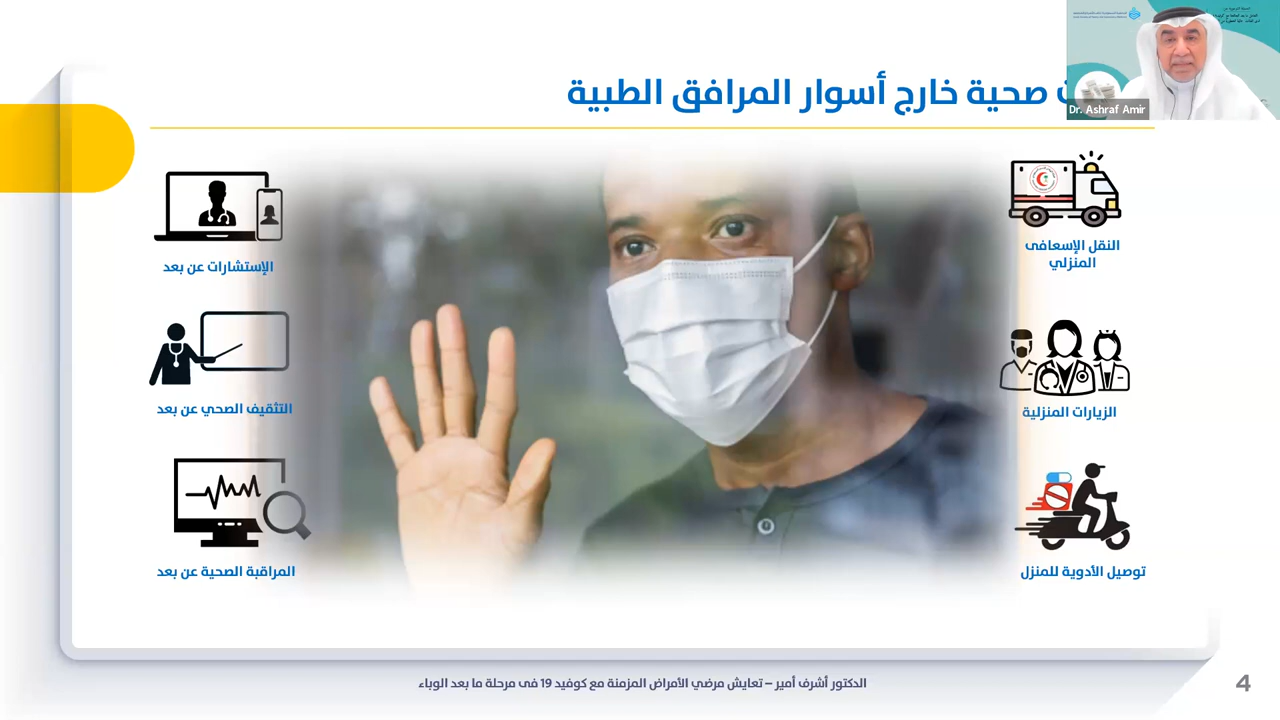 صحية خارج أسوار المرافق الطبية
Dr. Ashraf Amir
النقل الإسعافى
المنزلي
الإستشارات عن بعد
الزيارات المنزلية
التثقيف الصحي عن بعد
توصيل الأدوية للمنزل
المراقبة الصحية عن بعد
الدكتور أشرف أمير – تعايش مرضي الأمراض المزمنة مع كوفيد 19 فى مرحلة ما بعد الوباء
4